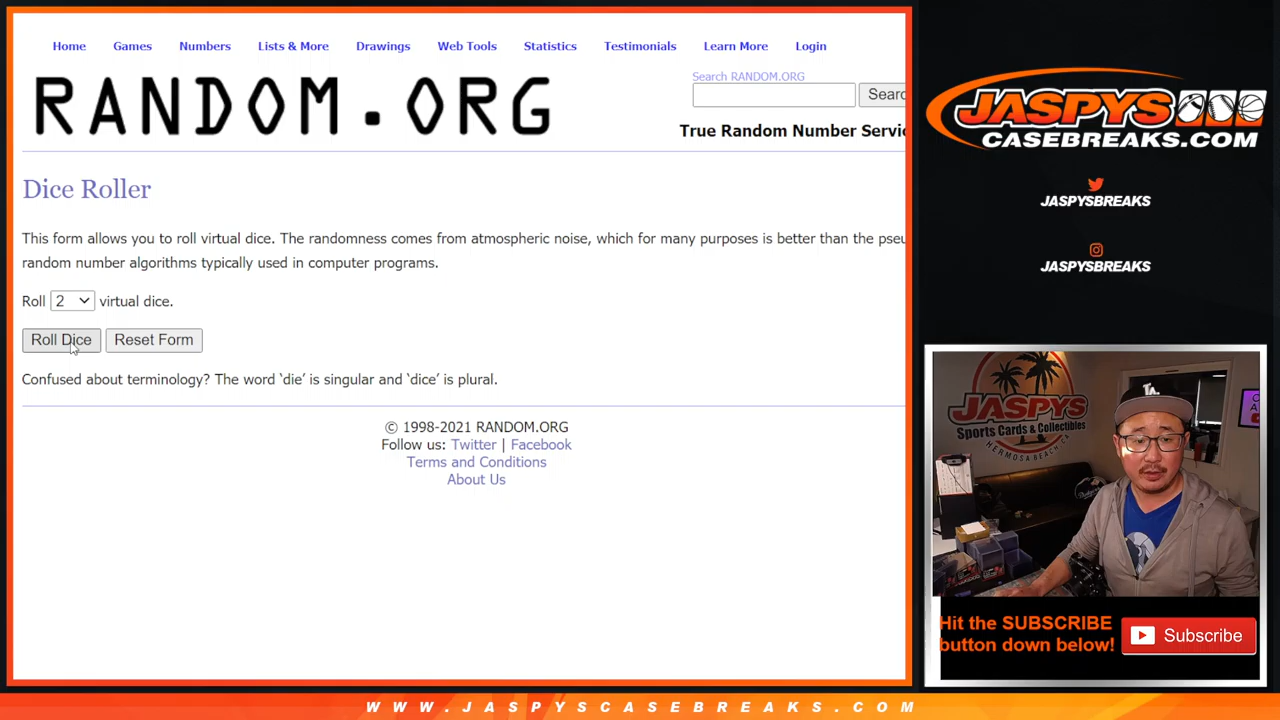 Home Games Numbers Lists & More Drawings Web Tools Statistics Testimonials Learn More Login
RANDOM.ORG
Search RANDOM.ORG
Searc
True Random Number Servic
Dice Roller
This form allows you to roll virtual dice. The randomness comes from atmospheric noise, which for many purposes is better than the pseu
random number algorithms typically used in computer programs.
Roll 2 virtual dice.
Roll Dice Reset Form
Confused about terminology? The word ‘die’ is singular and ‘dice’ is plural.
© 1998-2021 RANDOM.ORG
Follow us: Twitter | Facebook
Terms and Conditions
About Us
JASPYS
CASEBREAKS.COM
JASPYSBREAKS
JASPYSBREAKS
JASPYS
Sports Cards & Collectibles
HERMOSA BEACH, CA
LA
Hit the SUBSCRIBE
button down below!
Subscribe
WWW.JASPYSCASEBREAKS.COM